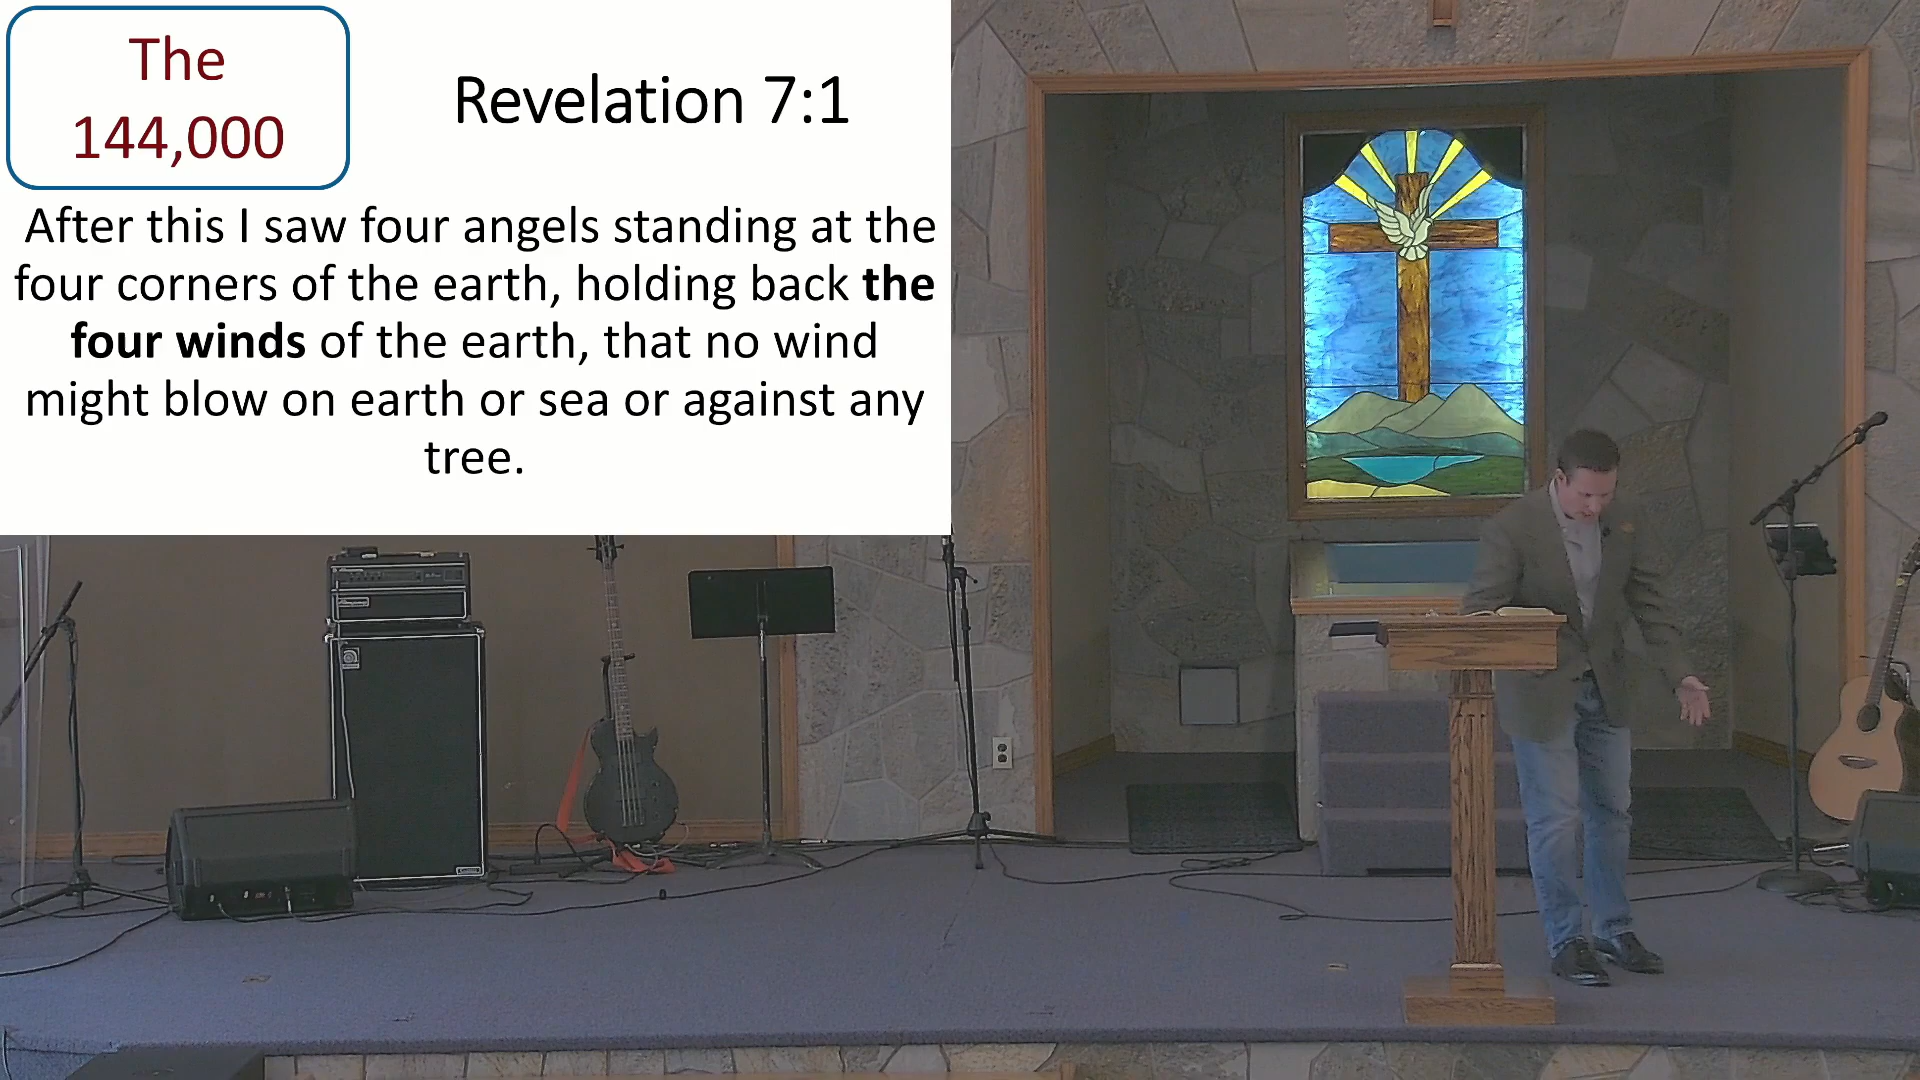 The
144,000
Revelation 7:1
After this I saw four angels standing at the
four corners of the earth, holding back the
four winds of the earth, that no wind
might blow on earth or sea or against any
tree.